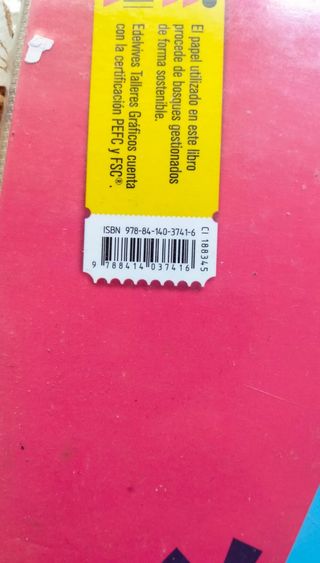 El papel utilizado en este libro
procede de bosques gestionados
de forma sostenible.
Edelvives Talleres Gráficos cuenta
con la certificación PEFC y FSC®.
ISBN 978-84-140-3741-6
9 788414 037416
CI 188345